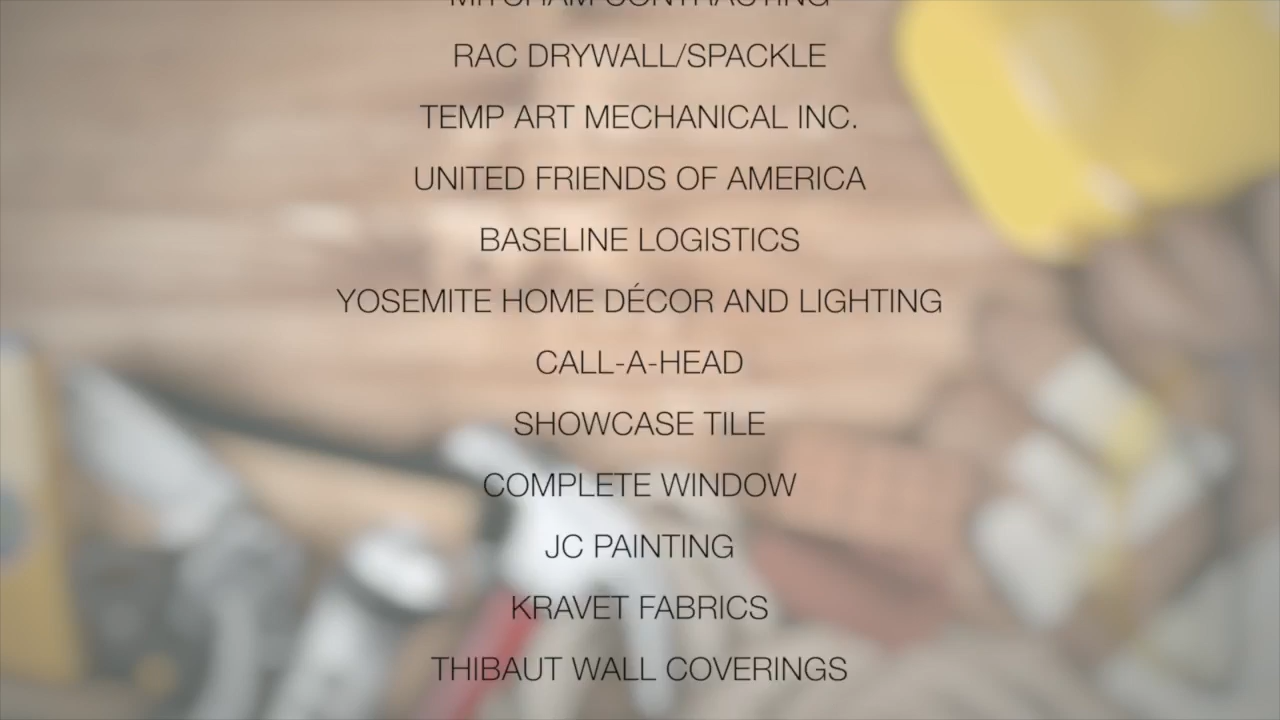 CONTRACTING
RAC DRYWALL/SPACKLE
TEMP ART MECHANICAL INC.
UNITED FRIENDS OF AMERICA
BASELINE LOGISTICS
YOSEMITE HOME DÉCOR AND LIGHTING
CALL-A-HEAD
SHOWCASE TILE
COMPLETE WINDOW
JC PAINTING
KRAVET FABRICS
THIBAUT WALL COVERINGS